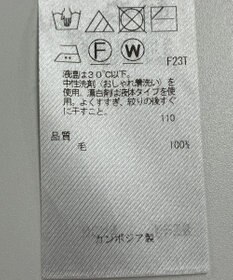 F W F23T
液温は30℃以下。
中性洗剤(おしゃれ着洗い)を
使用。漂白剤は液体タイプを使
用。よくすすぎ、絞りの後すぐ
に干すこと。
110
品質
毛 100%
カンボジア製